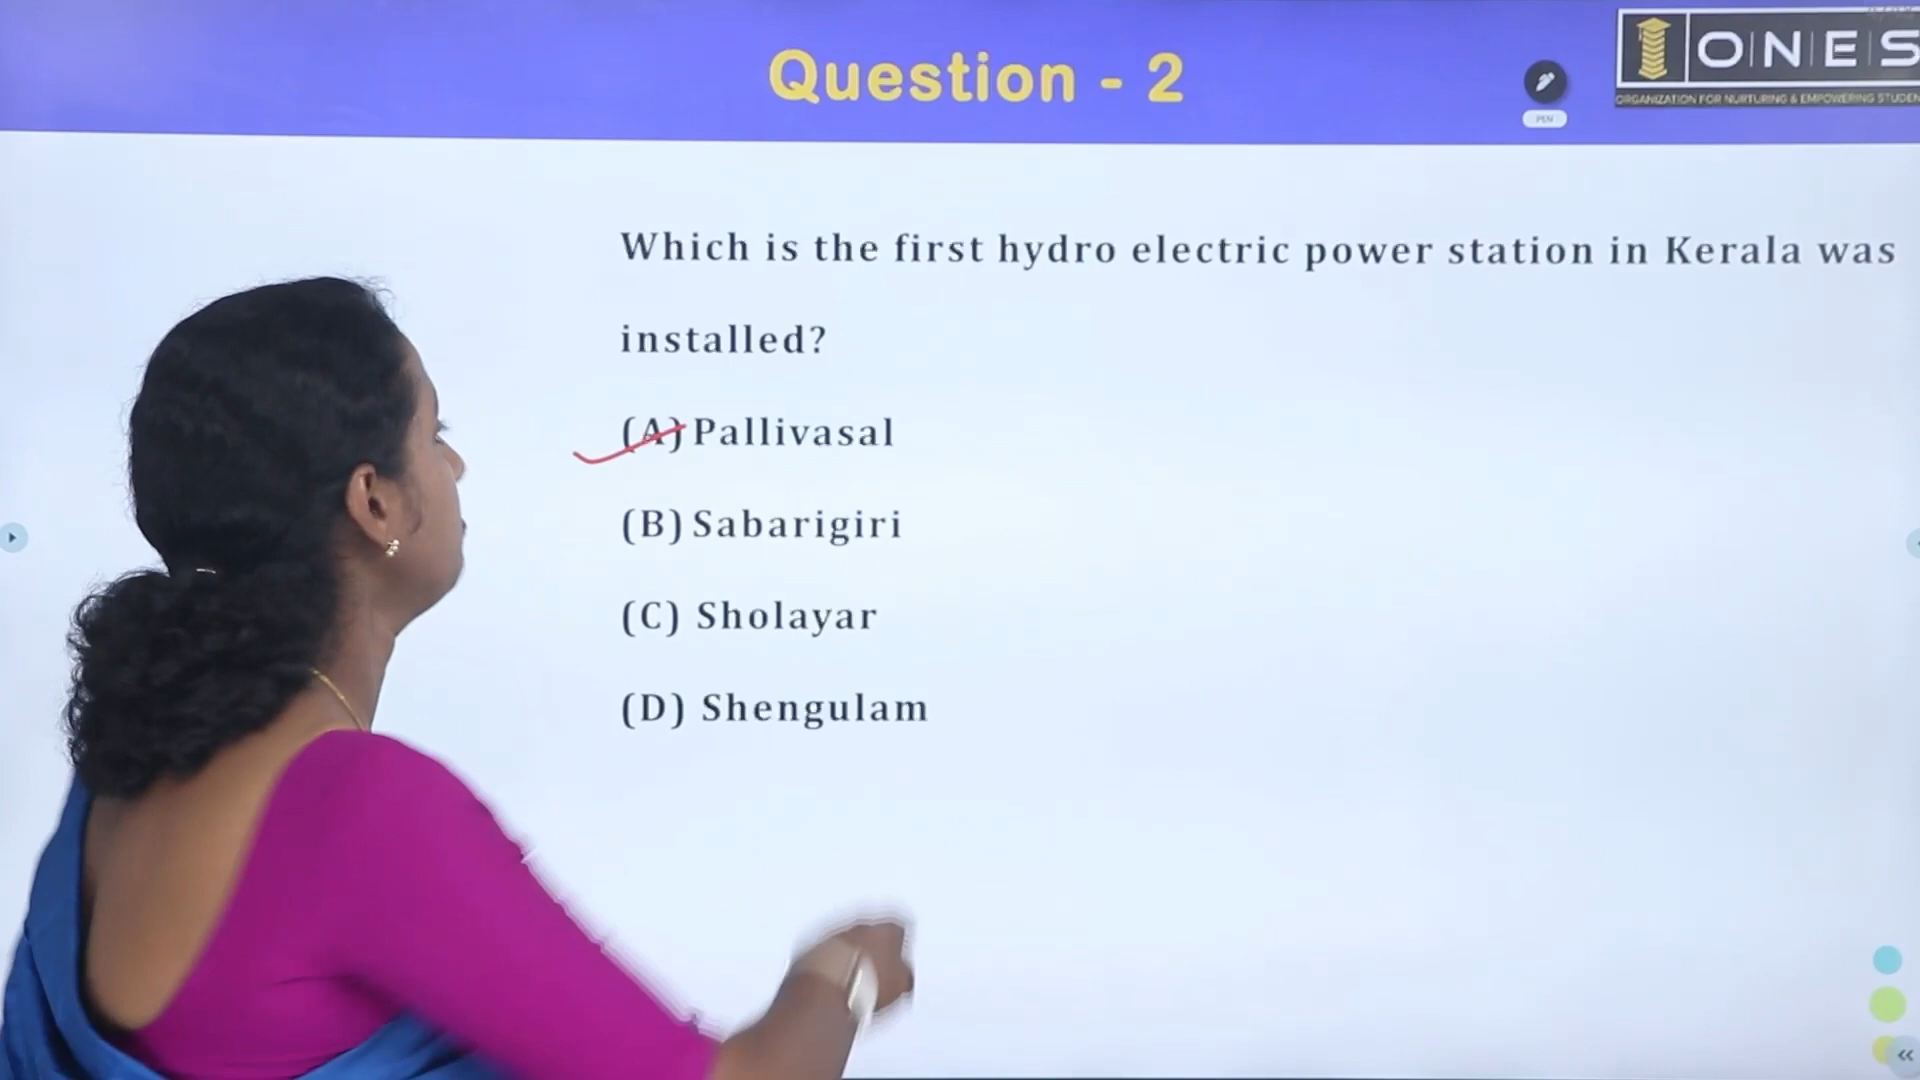 Question - 2
PEN
ONES
ORGANIZATION FOR NURTURING & EMPOWERING STUDEN
Which is the first hydro electric power station in Kerala was
installed?
(A) Pallivasal
(B) Sabarigiri
(C) Sholayar
(D) Shengulam